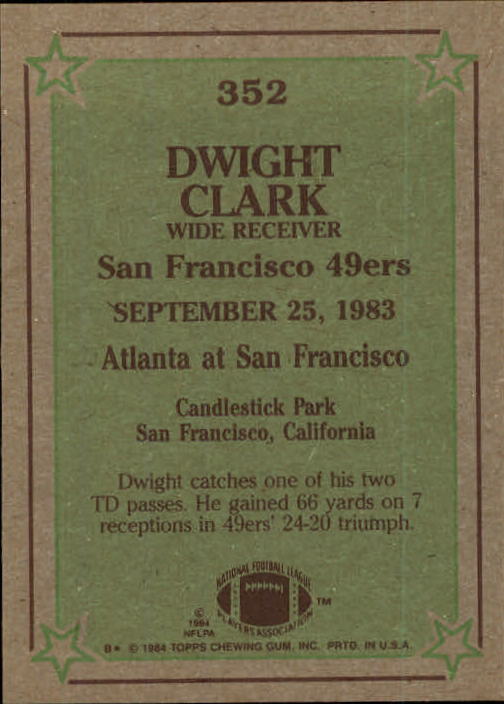 352
DWIGHT
CLARK
WIDE RECEIVER
San Francisco 49ers
SEPTEMBER 25, 1983
Atlanta at San Francisco
Candlestick Park
San Francisco, California
Dwight catches one of his two
TD passes. He gained 66 yards on 7
receptions in 49ers' 24-20 triumph.
NATIONAL FOOTBALL LEAGUE
PLAYERS ASSOCIATION
TM
©
1984
NFLPA
B* © 1984 TOPPS CHEWING GUM, INC. PRTD. IN U.S.A.